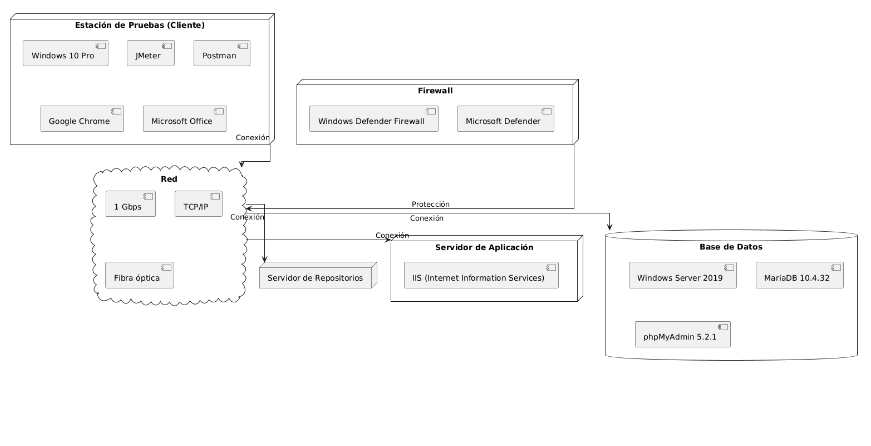 Estación de Pruebas (Cliente)
Windows 10 Pro
JMeter
Postman
Google Chrome
Microsoft Office
Conexión
Firewall
Windows Defender Firewall
Microsoft Defender
Red
1 Gbps
TCP/IP
Fibra óptica
Protección
Conexión
Conexión
Conexión
Servidor de Repositorios
Servidor de Aplicación
IIS (Internet Information Services)
Base de Datos
Windows Server 2019
MariaDB 10.4.32
phpMyAdmin 5.2.1